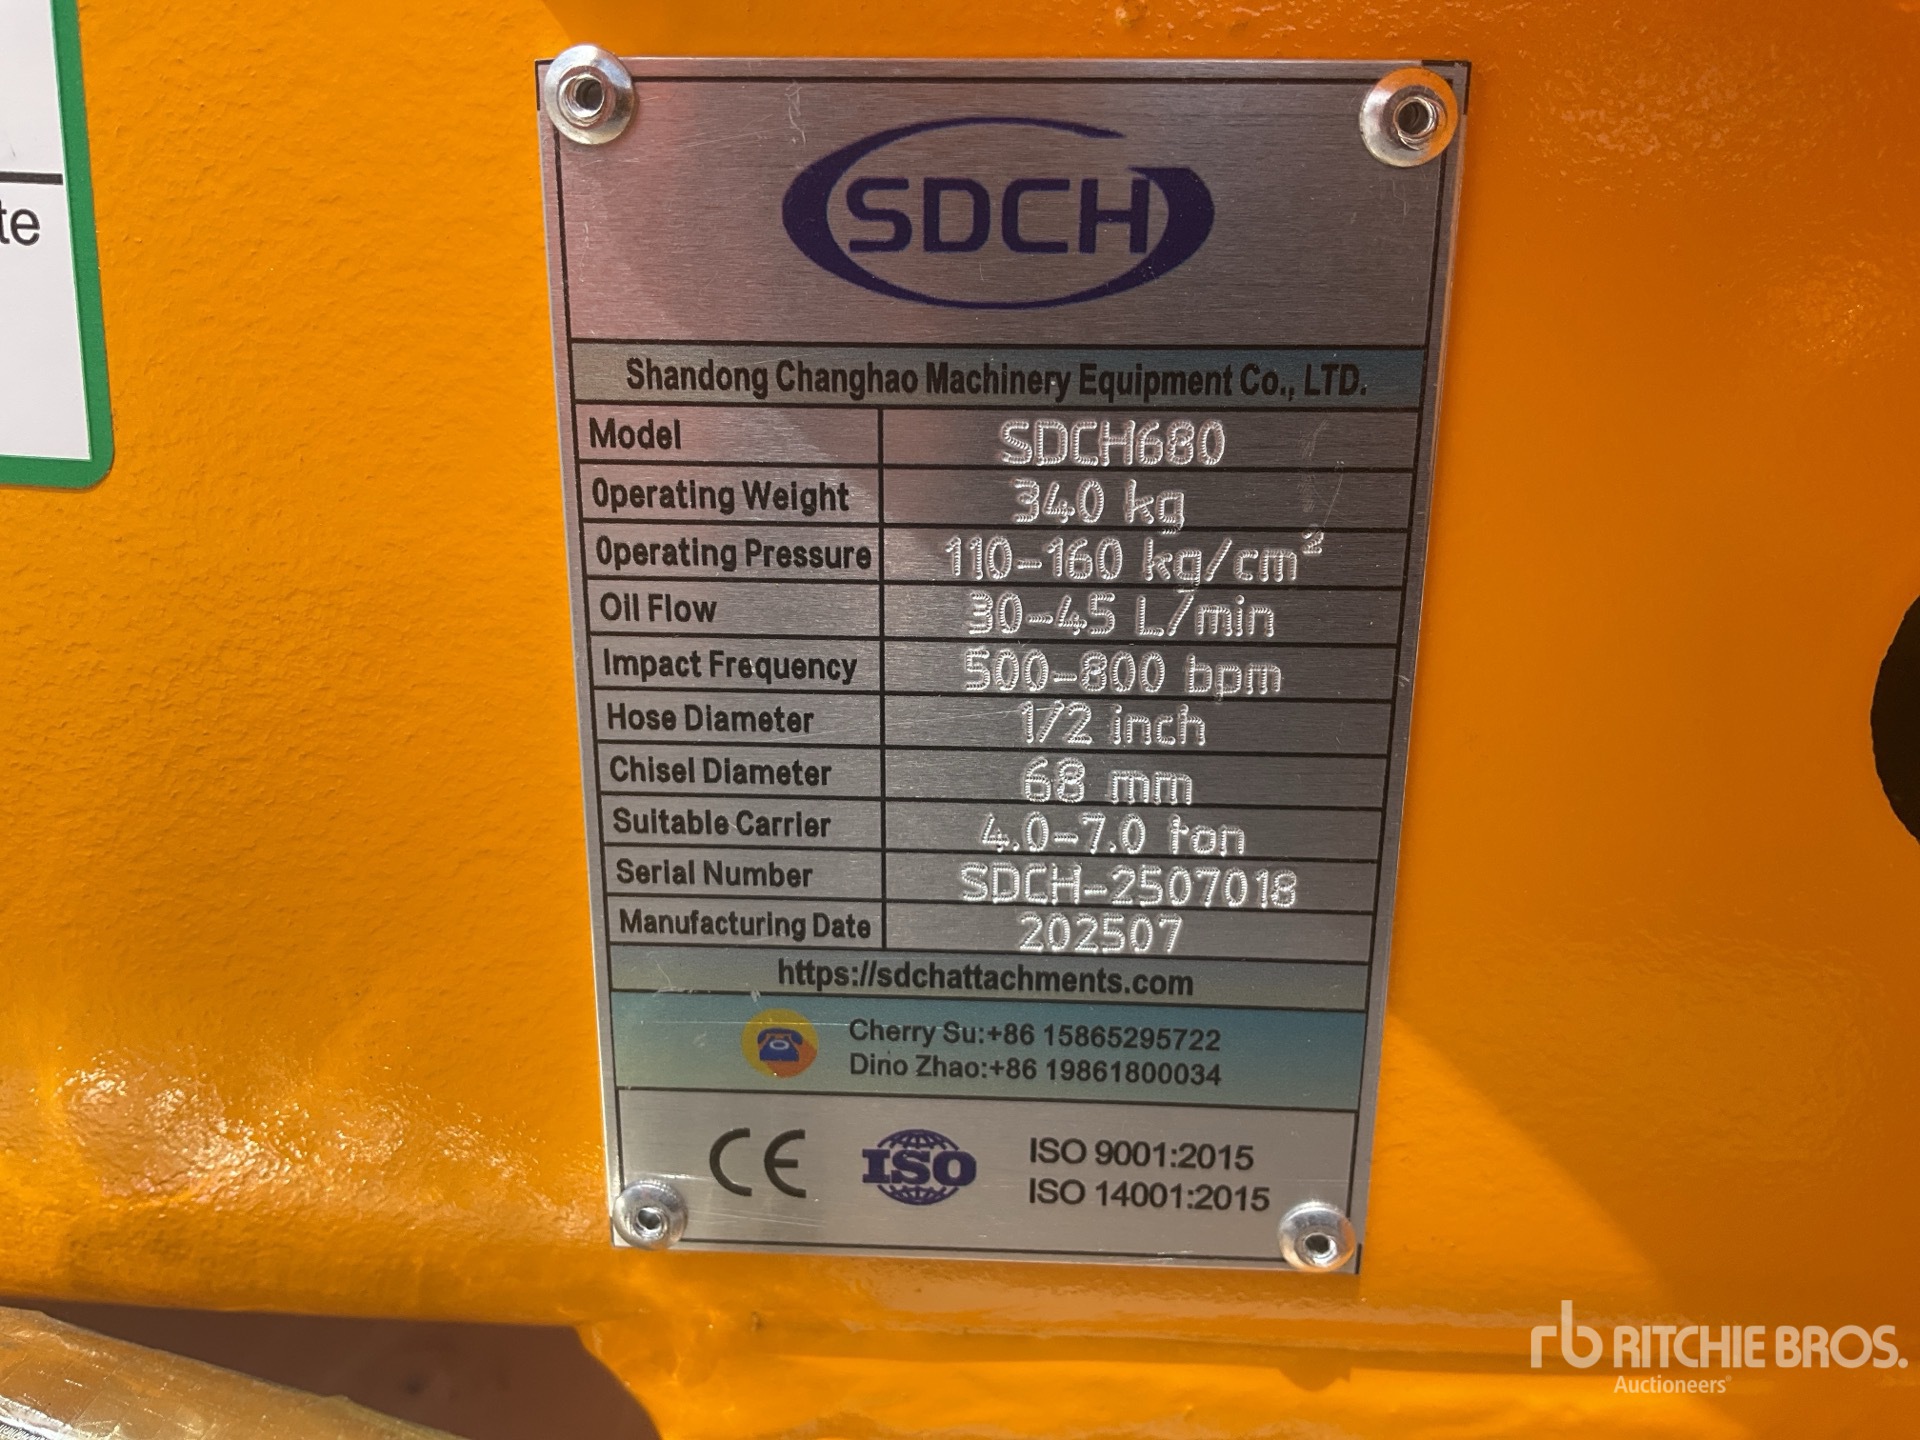 te
SDCH
Shandong Changhao Machinery Equipment Co., LTD.
Model SDCH680
Operating Weight 340 kg
Operating Pressure 110-160 kg/cm²
Oil Flow 30-45 L/min
Impact Frequency 500-800 bpm
Hose Diameter 1/2 inch
Chisel Diameter 68 mm
Suitable Carrier 4.0-7.0 ton
Serial Number SDCH-2507018
Manufacturing Date 202507
https://sdchattachments.com
Cherry Su:+86 15865295722
Dino Zhao:+86 19861800034
CE ISO ISO 9001:2015
ISO 14001:2015
rb RITCHIE BROS.
Auctioneers